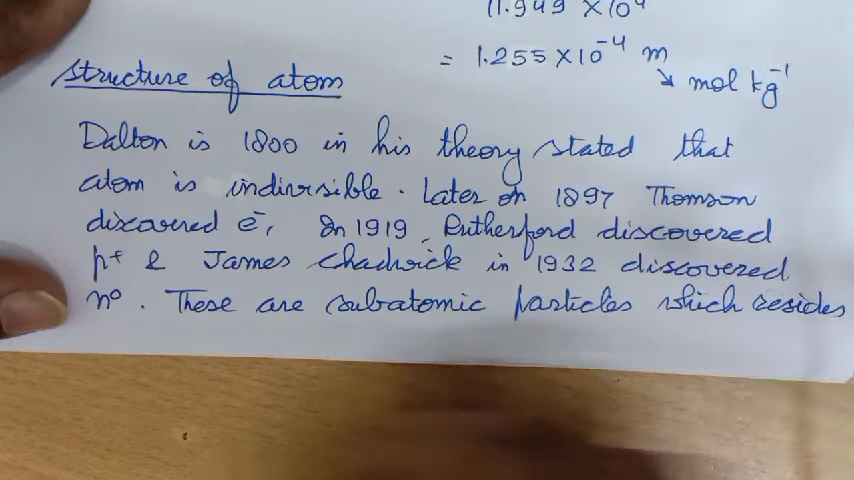 11.949 × 10⁴
= 1.255 × 10⁻⁴ m
↘ mol kg⁻¹
Structure of atom
Dalton is 1800 in his theory stated that
atom is indivisible. Later on 1897 Thomson
discovered e⁻, In 1919, Rutherford discovered
p⁺ & James Chadwick in 1932 discovered
n⁰. These are subatomic particles which resides